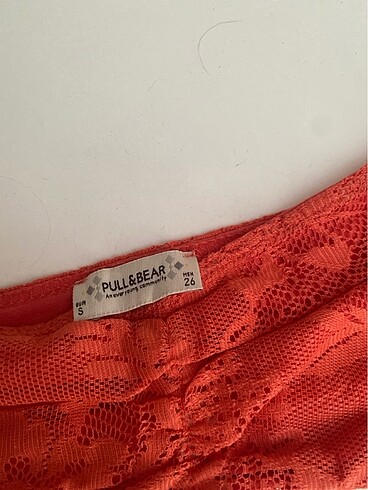 EUR
S
PULL&BEAR
An ever young community
MEX
26